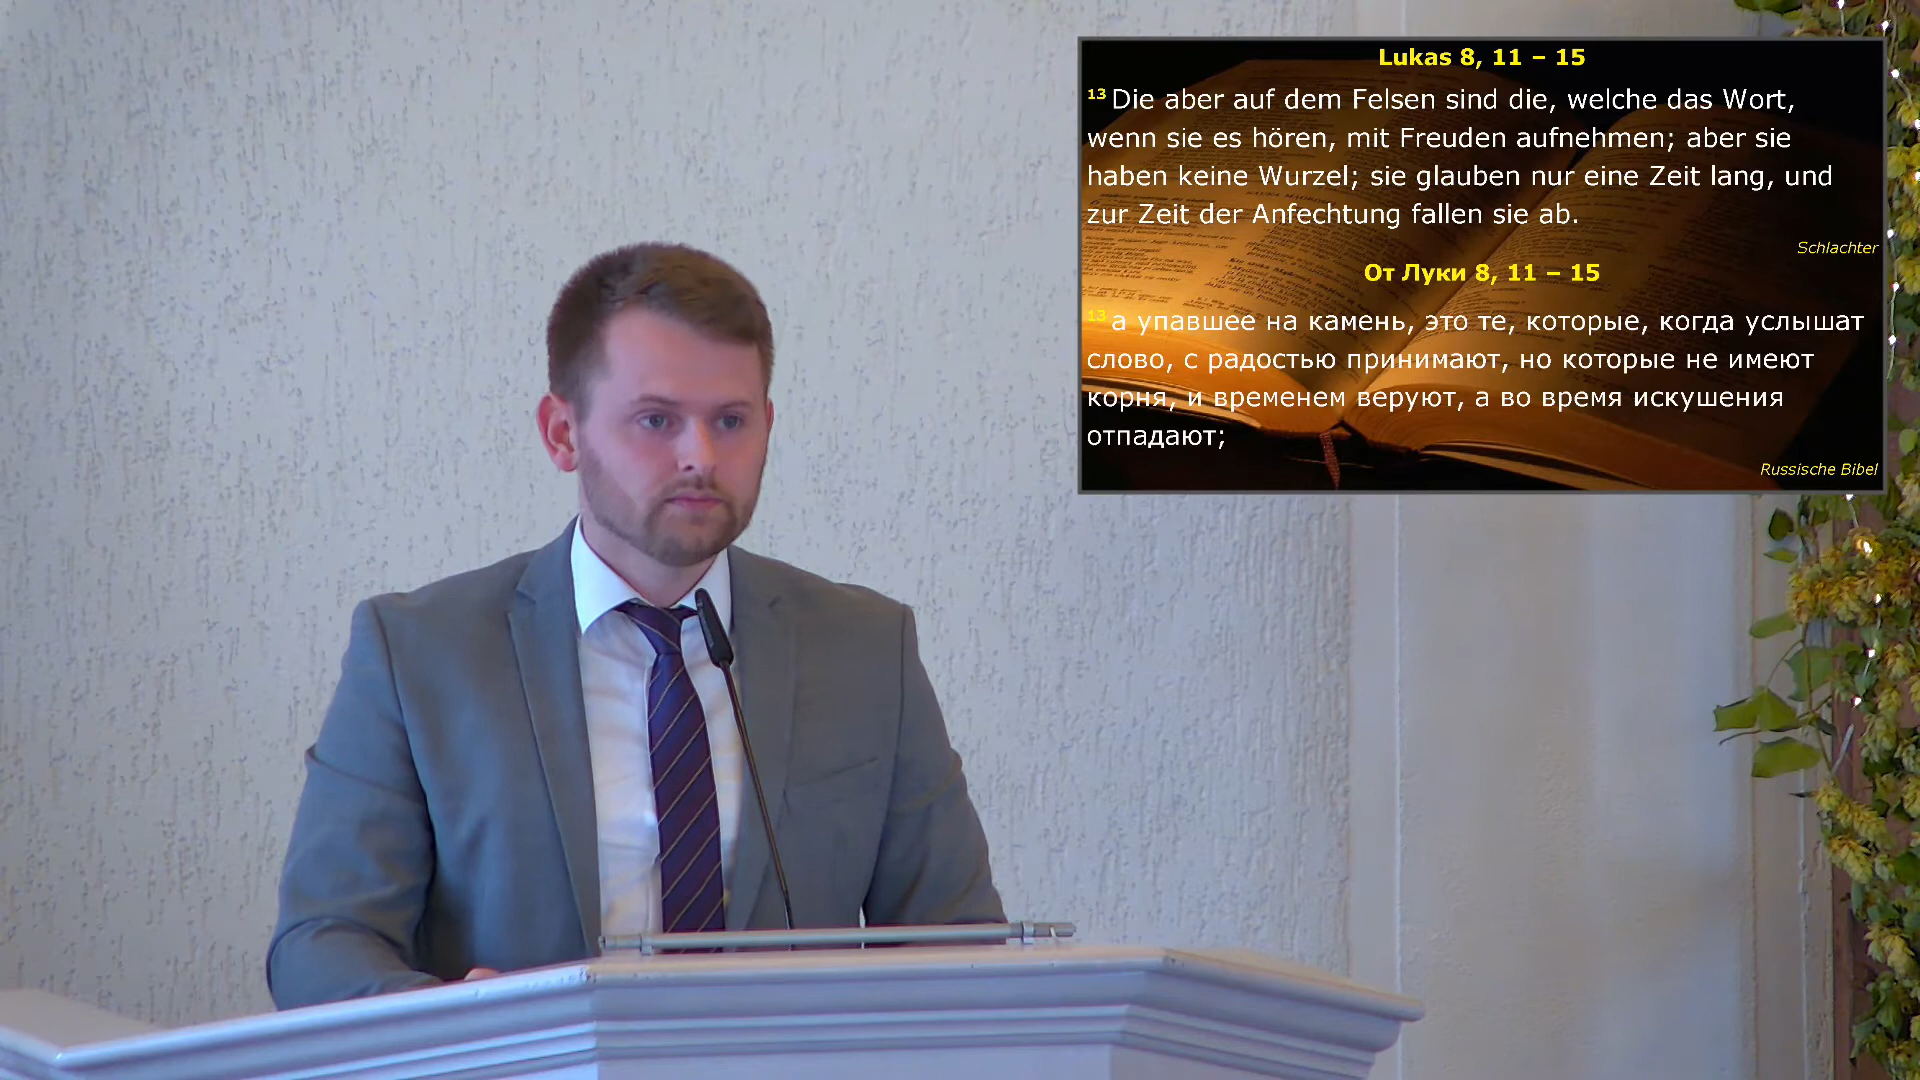 Lukas 8, 11 – 15
13 Die aber auf dem Felsen sind die, welche das Wort,
wenn sie es hören, mit Freuden aufnehmen; aber sie
haben keine Wurzel; sie glauben nur eine Zeit lang, und
zur Zeit der Anfechtung fallen sie ab.
Schlachter
От Луки 8, 11 – 15
13 а упавшее на камень, это те, которые, когда услышат
слово, с радостью принимают, но которые не имеют
корня, и временем веруют, а во время искушения
отпадают;
Russische Bibel